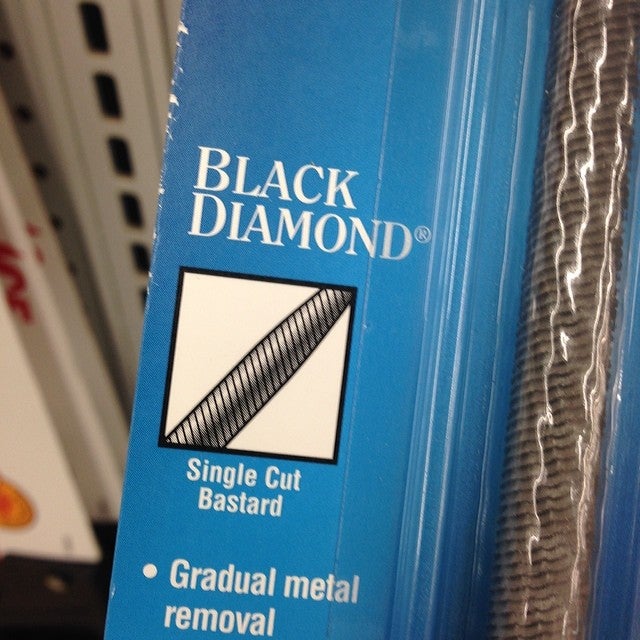 BLACK
DIAMOND®
Single Cut
Bastard
• Gradual metal
removal